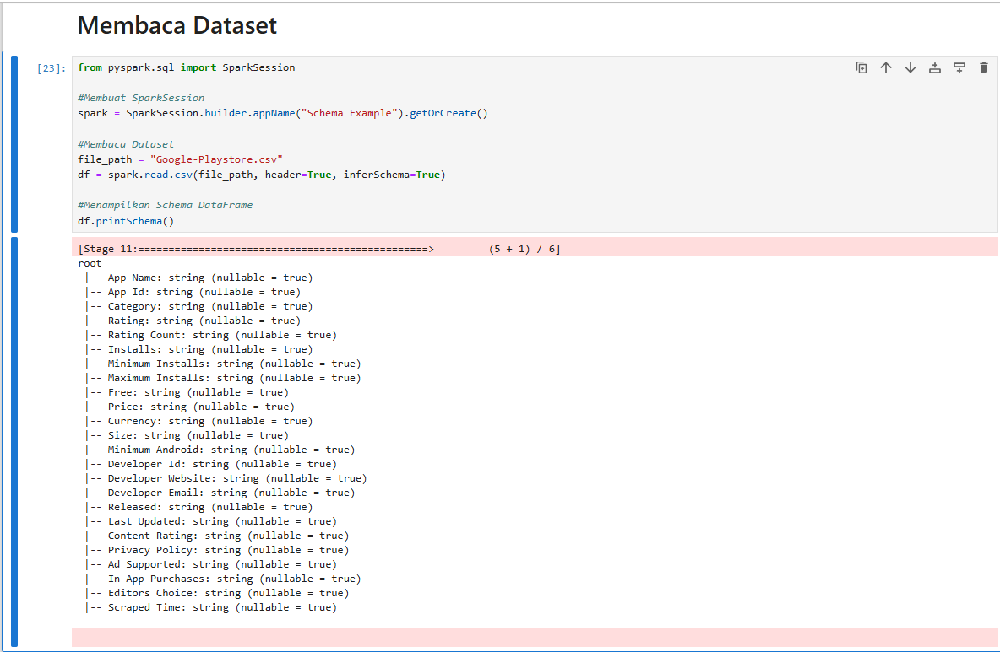 Membaca Dataset
[23]:
from pyspark.sql import SparkSession
#Membuat SparkSession
spark = SparkSession.builder.appName("Schema Example").getOrCreate()
#Membaca Dataset
file_path = "Google-Playstore.csv"
df = spark.read.csv(file_path, header=True, inferSchema=True)
#Menampilkan Schema DataFrame
df.printSchema()
[Stage 11:================================================>         (5 + 1) / 6]
root
 |-- App Name: string (nullable = true)
 |-- App Id: string (nullable = true)
 |-- Category: string (nullable = true)
 |-- Rating: string (nullable = true)
 |-- Rating Count: string (nullable = true)
 |-- Installs: string (nullable = true)
 |-- Minimum Installs: string (nullable = true)
 |-- Maximum Installs: string (nullable = true)
 |-- Free: string (nullable = true)
 |-- Price: string (nullable = true)
 |-- Currency: string (nullable = true)
 |-- Size: string (nullable = true)
 |-- Minimum Android: string (nullable = true)
 |-- Developer Id: string (nullable = true)
 |-- Developer Website: string (nullable = true)
 |-- Developer Email: string (nullable = true)
 |-- Released: string (nullable = true)
 |-- Last Updated: string (nullable = true)
 |-- Content Rating: string (nullable = true)
 |-- Privacy Policy: string (nullable = true)
 |-- Ad Supported: string (nullable = true)
 |-- In App Purchases: string (nullable = true)
 |-- Editors Choice: string (nullable = true)
 |-- Scraped Time: string (nullable = true)